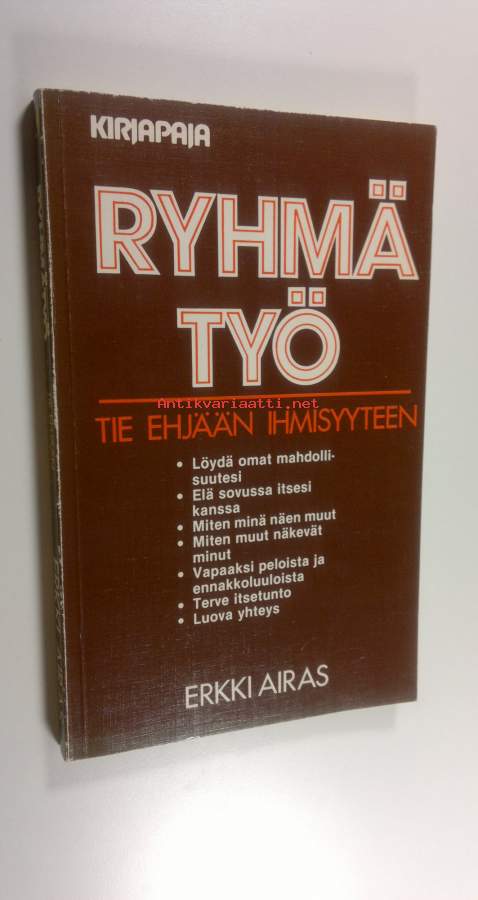 KIRJAPAJA
RYHMÄ
TYÖ
Antikvariaatti.net
TIE EHJÄÄN IHMISYYTEEN
• Löydä omat mahdolli-
suutesi
• Elä sovussa itsesi
kanssa
• Miten minä näen muut
• Miten muut näkevät
minut
• Vapaaksi peloista ja
ennakkoluuloista
• Terve itsetunto
• Luova yhteys
ERKKI AIRAS